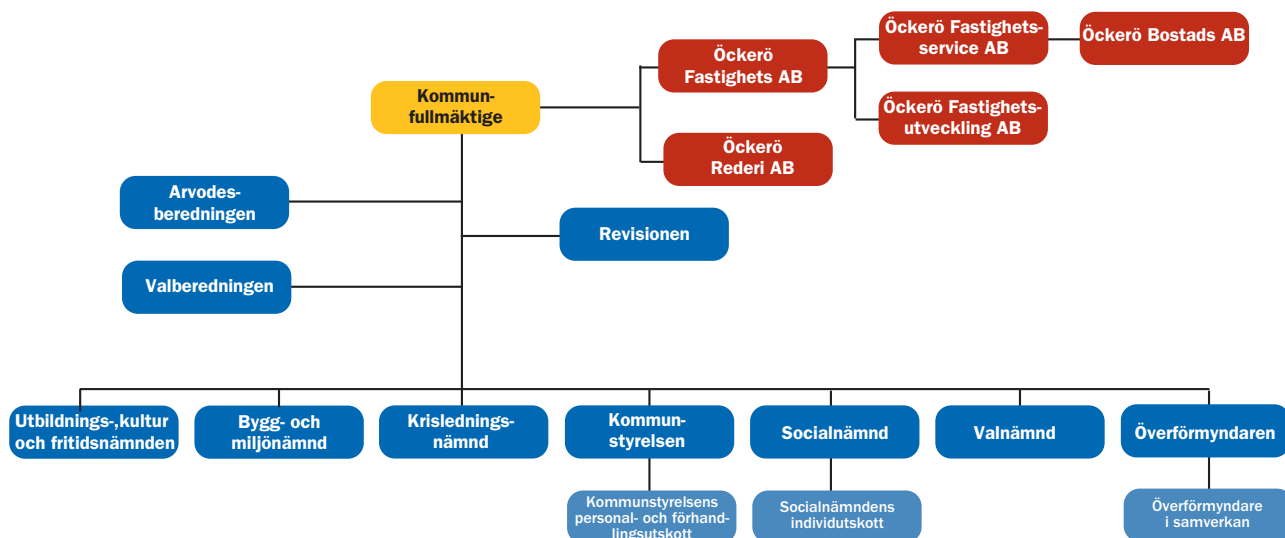 Öckerö
Fastighets AB
Öckerö Fastighets-
service AB
Öckerö Bostads AB
Kommun-
fullmäktige
Öckerö Fastighets-
utveckling AB
Öckerö
Rederi AB
Arvodes-
beredningen
Revisionen
Valberedningen
Utbildnings-,kultur
och fritidsnämnden
Bygg- och
miljönämnd
Krislednings-
nämnd
Kommun-
styrelsen
Socialnämnd
Valnämnd
Överförmyndaren
Kommunstyrelsens
personal- och förhand-
lingsutskott
Socialnämndens
individutskott
Överförmyndare
i samverkan